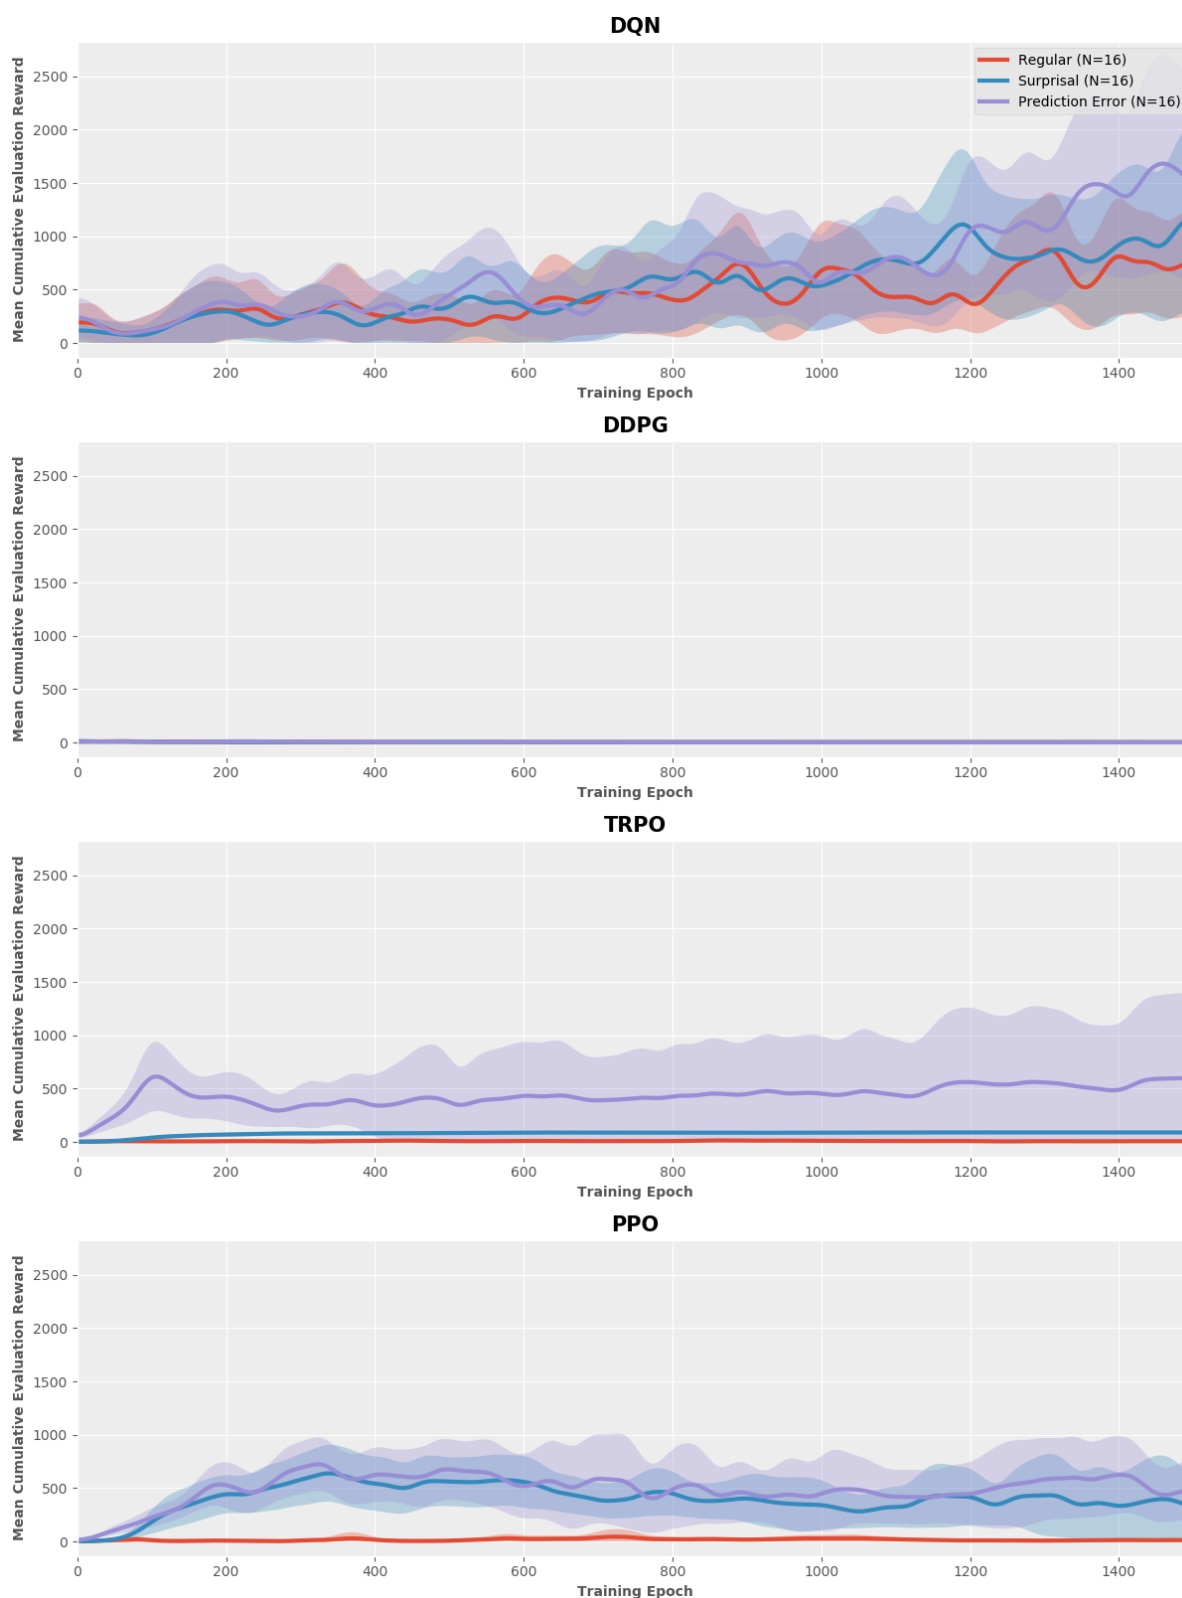 DQN
Mean Cumulative Evaluation Reward
2500
2000
1500
1000
500
0
Regular (N=16)
Surprisal (N=16)
Prediction Error (N=16)
0 200 400 600 800 1000 1200 1400
Training Epoch
DDPG
Mean Cumulative Evaluation Reward
2500
2000
1500
1000
500
0
0 200 400 600 800 1000 1200 1400
Training Epoch
TRPO
Mean Cumulative Evaluation Reward
2500
2000
1500
1000
500
0
0 200 400 600 800 1000 1200 1400
Training Epoch
PPO
Mean Cumulative Evaluation Reward
2500
2000
1500
1000
500
0
0 200 400 600 800 1000 1200 1400
Training Epoch